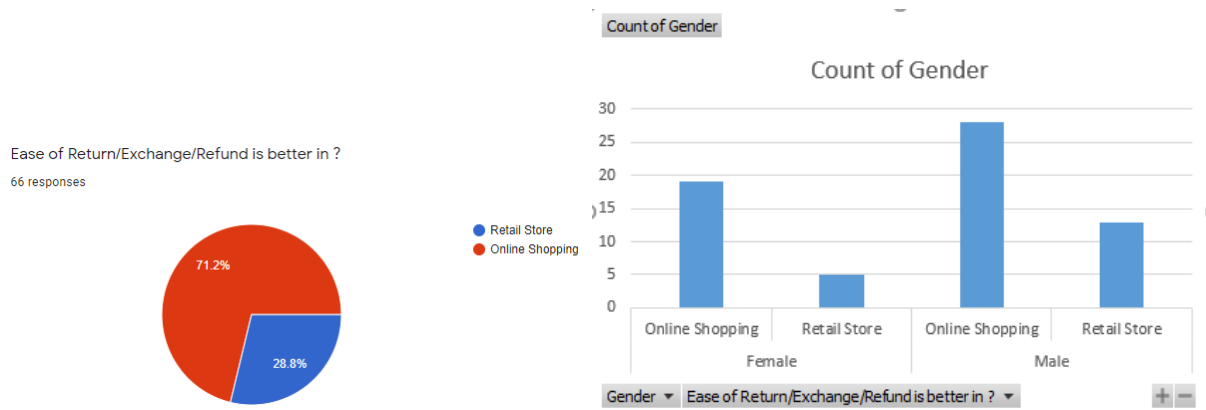 Ease of Return/Exchange/Refund is better in ?
66 responses
Retail Store
Online Shopping
71.2%
28.8%
Count of Gender
Count of Gender
30
25
20
15
10
5
0
Online Shopping Retail Store Online Shopping Retail Store
Female Male
Gender Ease of Return/Exchange/Refund is better in ?